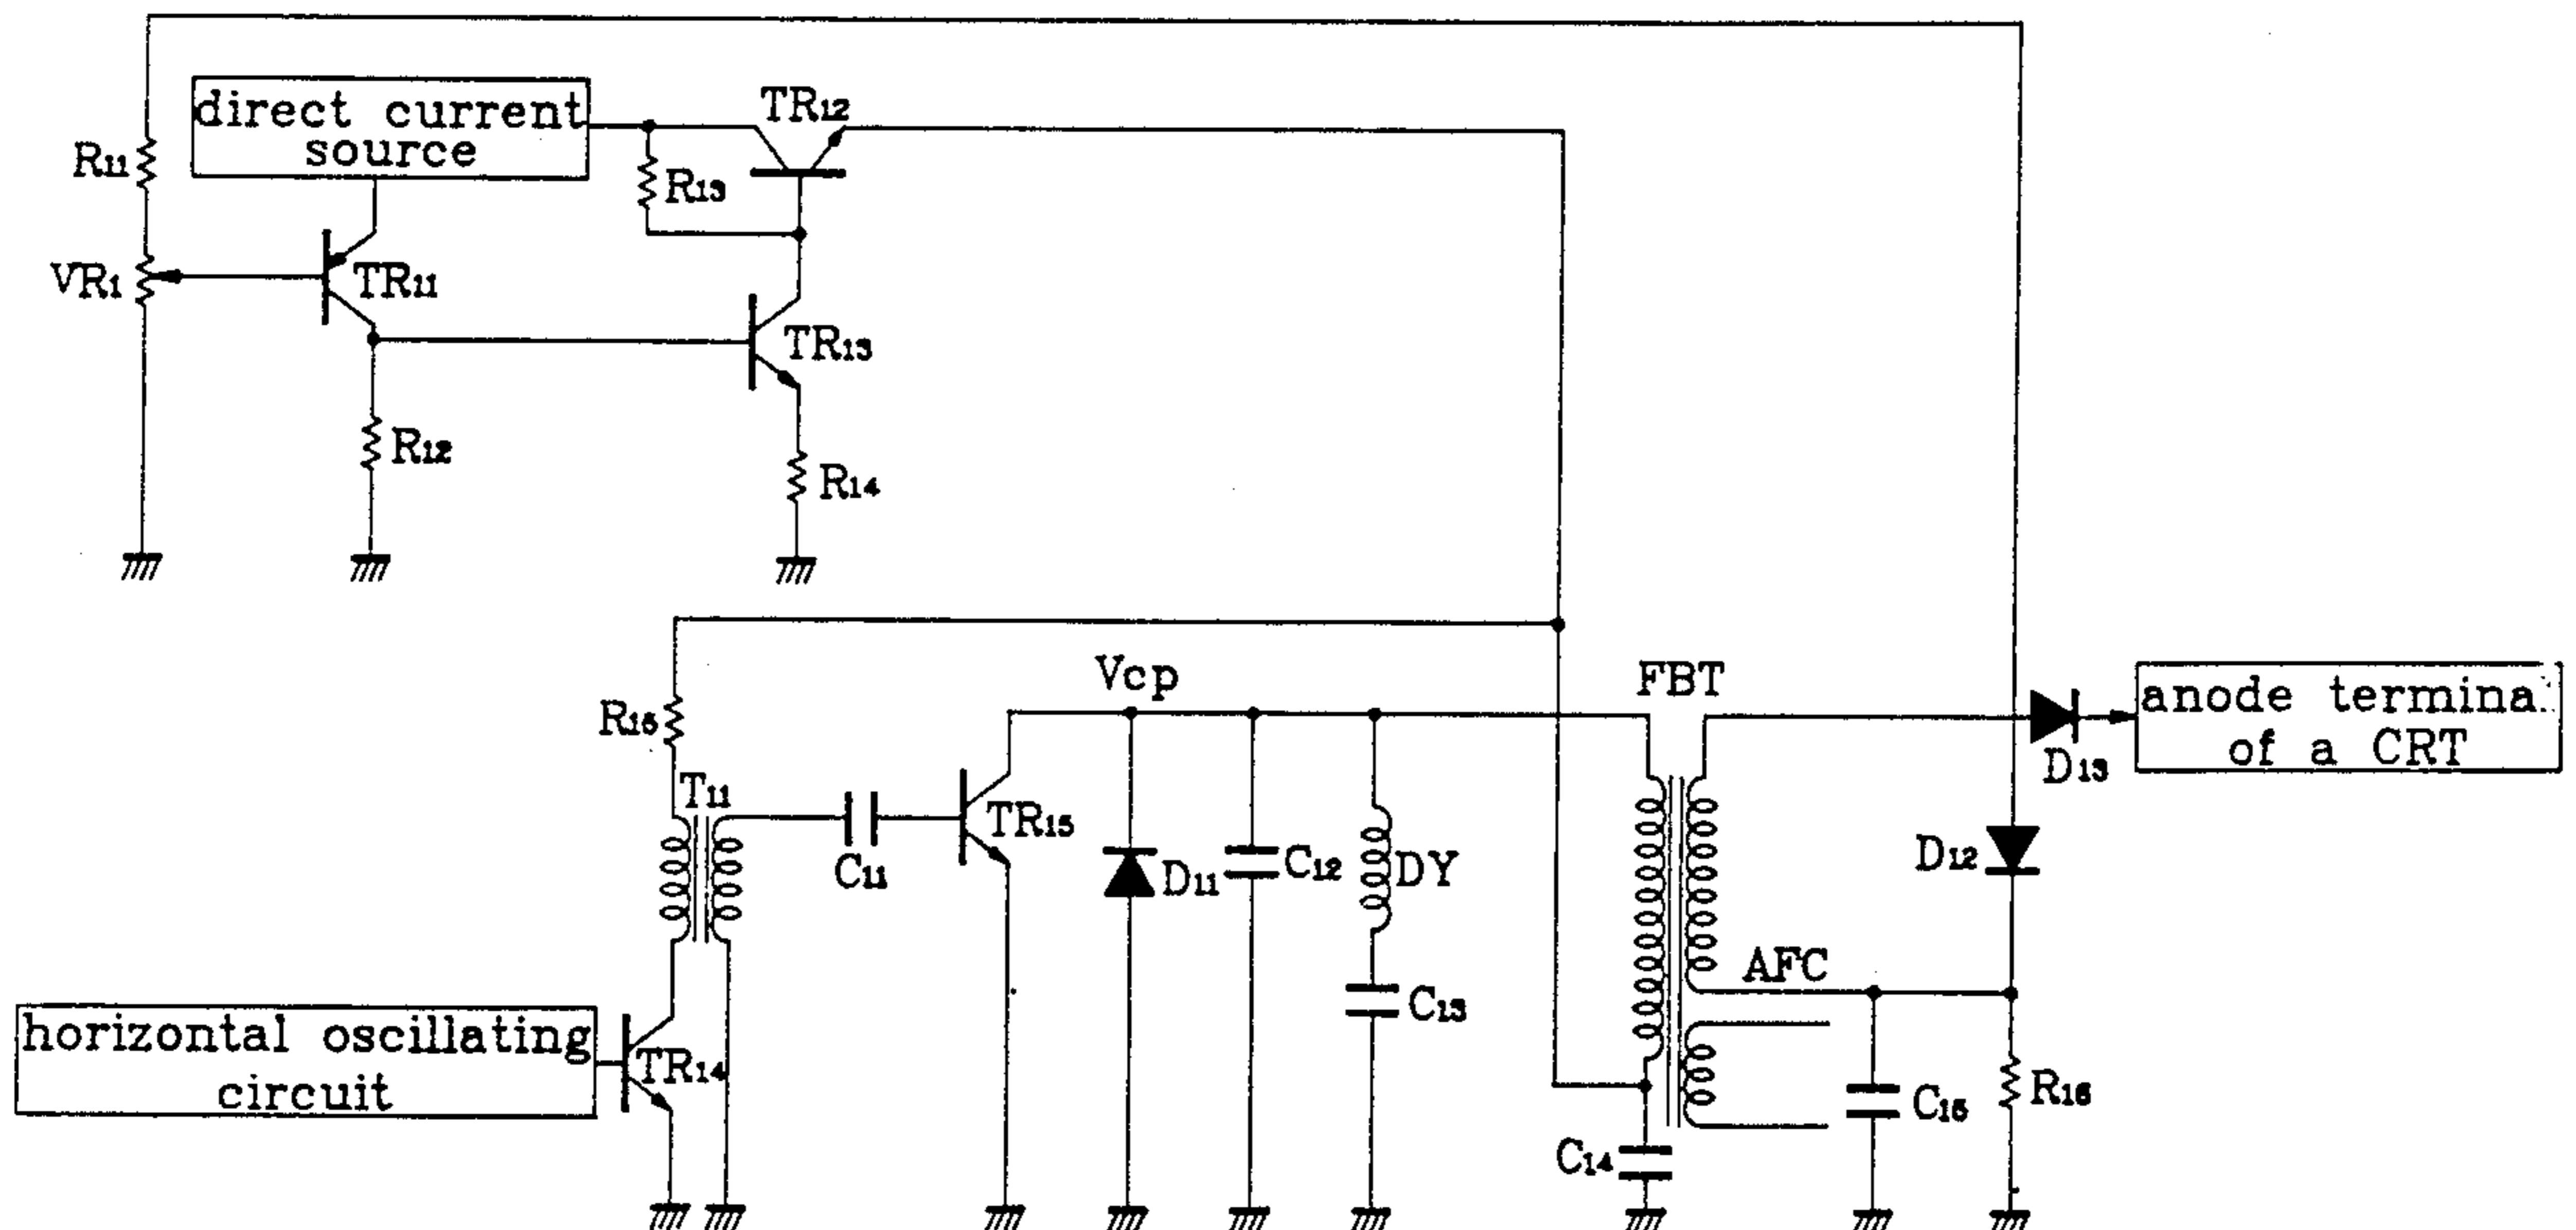 direct current
source
TR12
R11
R13
VR1
TR11
TR13
R12
R14
Vcp
FBT
R15
anode termina
of a CRT
D13
T11
TR15
C11
D11
C12
DY
D12
AFC
C13
horizontal oscillating
circuit
TR14
C14
C15
R16